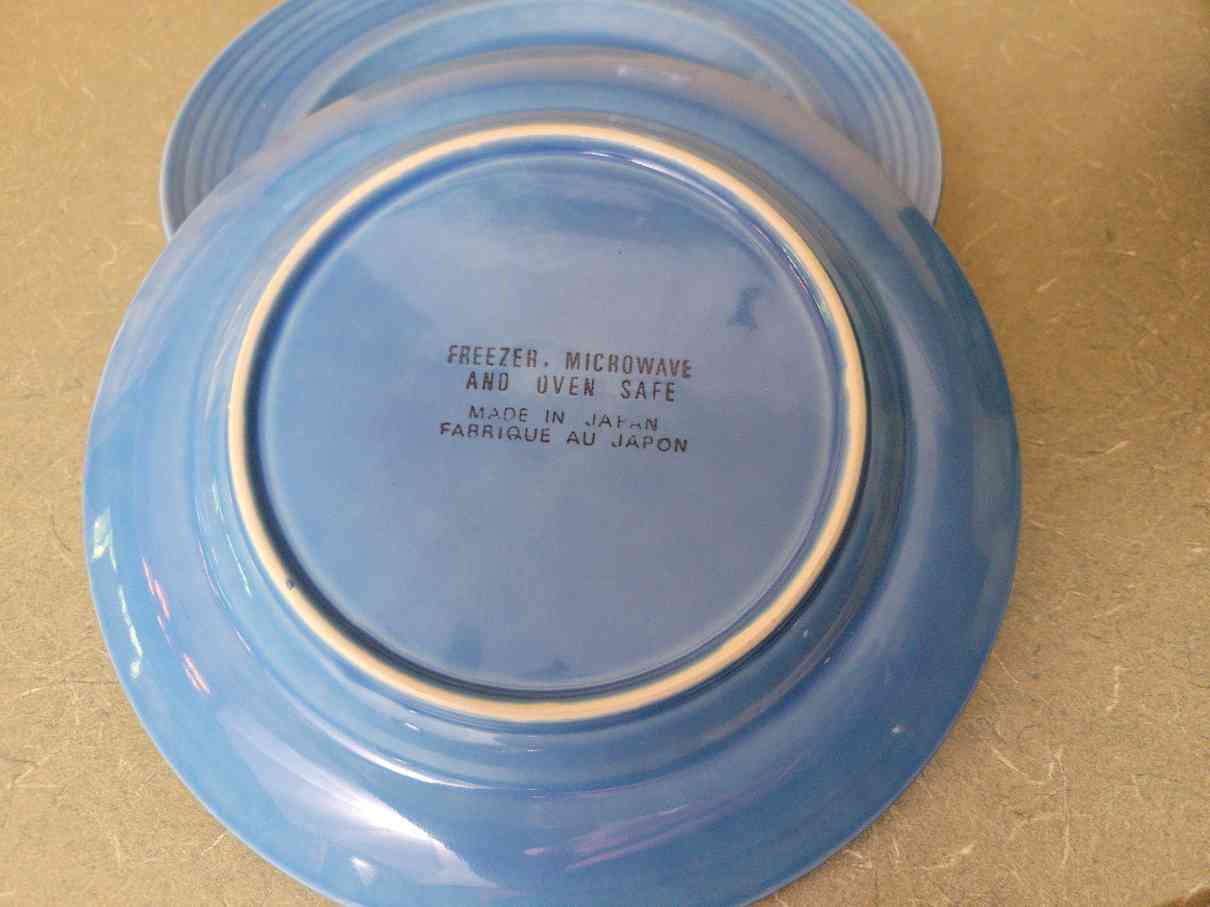 FREEZER, MICROWAVE
AND OVEN SAFE
MADE IN JAPAN
FABRIQUE AU JAPON